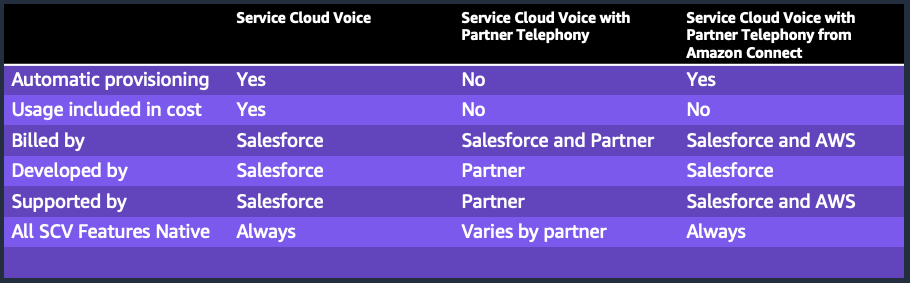 Service Cloud Voice
Service Cloud Voice with
Partner Telephony
Service Cloud Voice with
Partner Telephony from
Amazon Connect
Automatic provisioning Yes No Yes
Usage included in cost Yes No No
Billed by Salesforce Salesforce and Partner Salesforce and AWS
Developed by Salesforce Partner Salesforce
Supported by Salesforce Partner Salesforce and AWS
All SCV Features Native Always Varies by partner Always